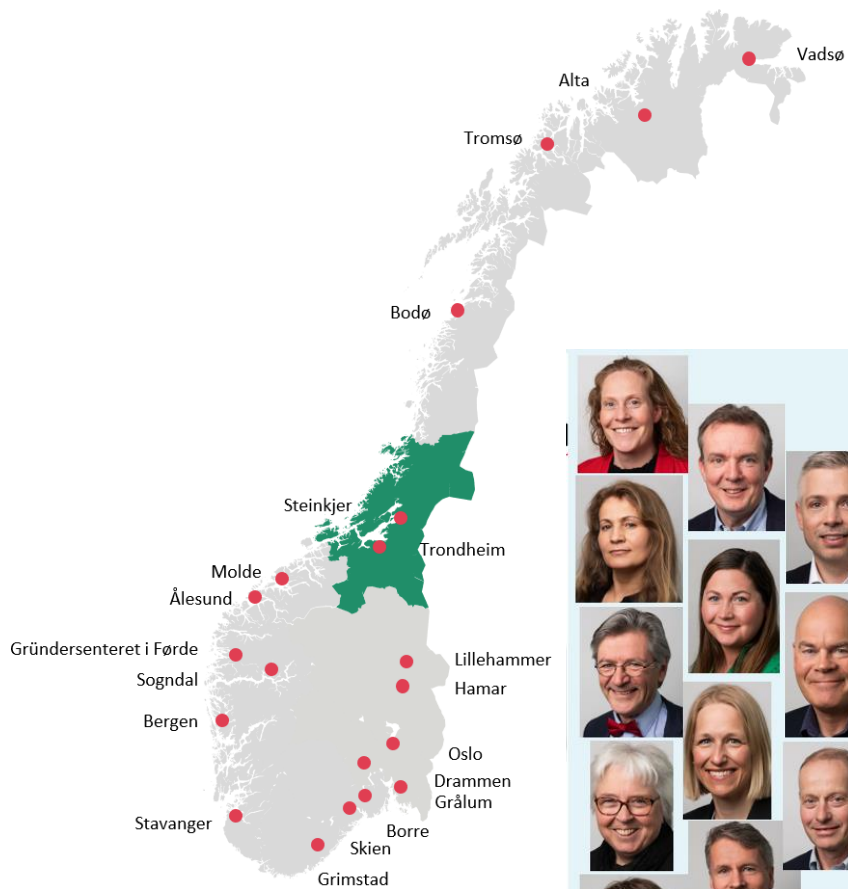 Vadsø
Alta
Tromsø
Bodø
Steinkjer
Trondheim
Molde
Ålesund
Gründersenteret i Førde
Lillehammer
Sogndal
Hamar
Bergen
Oslo
Drammen
Grålum
Stavanger
Borre
Skien
Grimstad